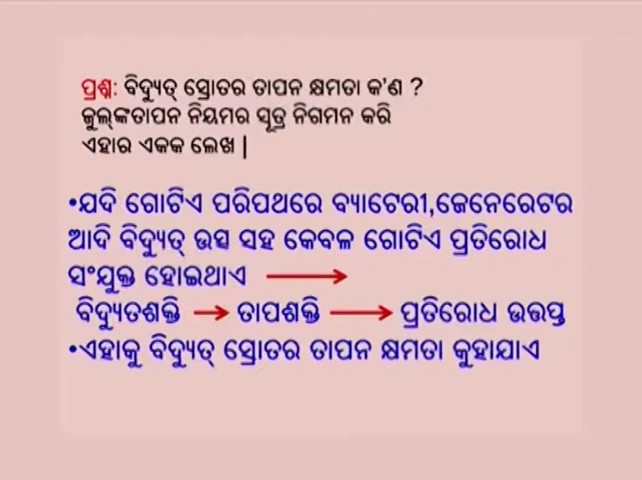 ପ୍ରଶ୍ନ: ବିଦ୍ୟୁତ୍ ସ୍ରୋତର ତାପନ କ୍ଷମତା କ'ଣ ?
ଜୁଲ୍‌ଙ୍କତାପନ ନିୟମର ସୂତ୍ର ନିଗମନ କରି
ଏହାର ଏକକ ଲେଖ |
•ଯଦି ଗୋଟିଏ ପରିପଥରେ ବ୍ୟାଟେରୀ,ଜେନେରେଟର
ଆଦି ବିଦ୍ୟୁତ୍ ଉତ୍ସ ସହ କେବଳ ଗୋଟିଏ ପ୍ରତିରୋଧ
ସଂଯୁକ୍ତ ହୋଇଥାଏ ⟶
ବିଦ୍ୟୁତଶକ୍ତି → ତାପଶକ୍ତି ⟶ ପ୍ରତିରୋଧ ଉତ୍ତପ୍ତ
•ଏହାକୁ ବିଦ୍ୟୁତ୍ ସ୍ରୋତର ତାପନ କ୍ଷମତା କୁହାଯାଏ